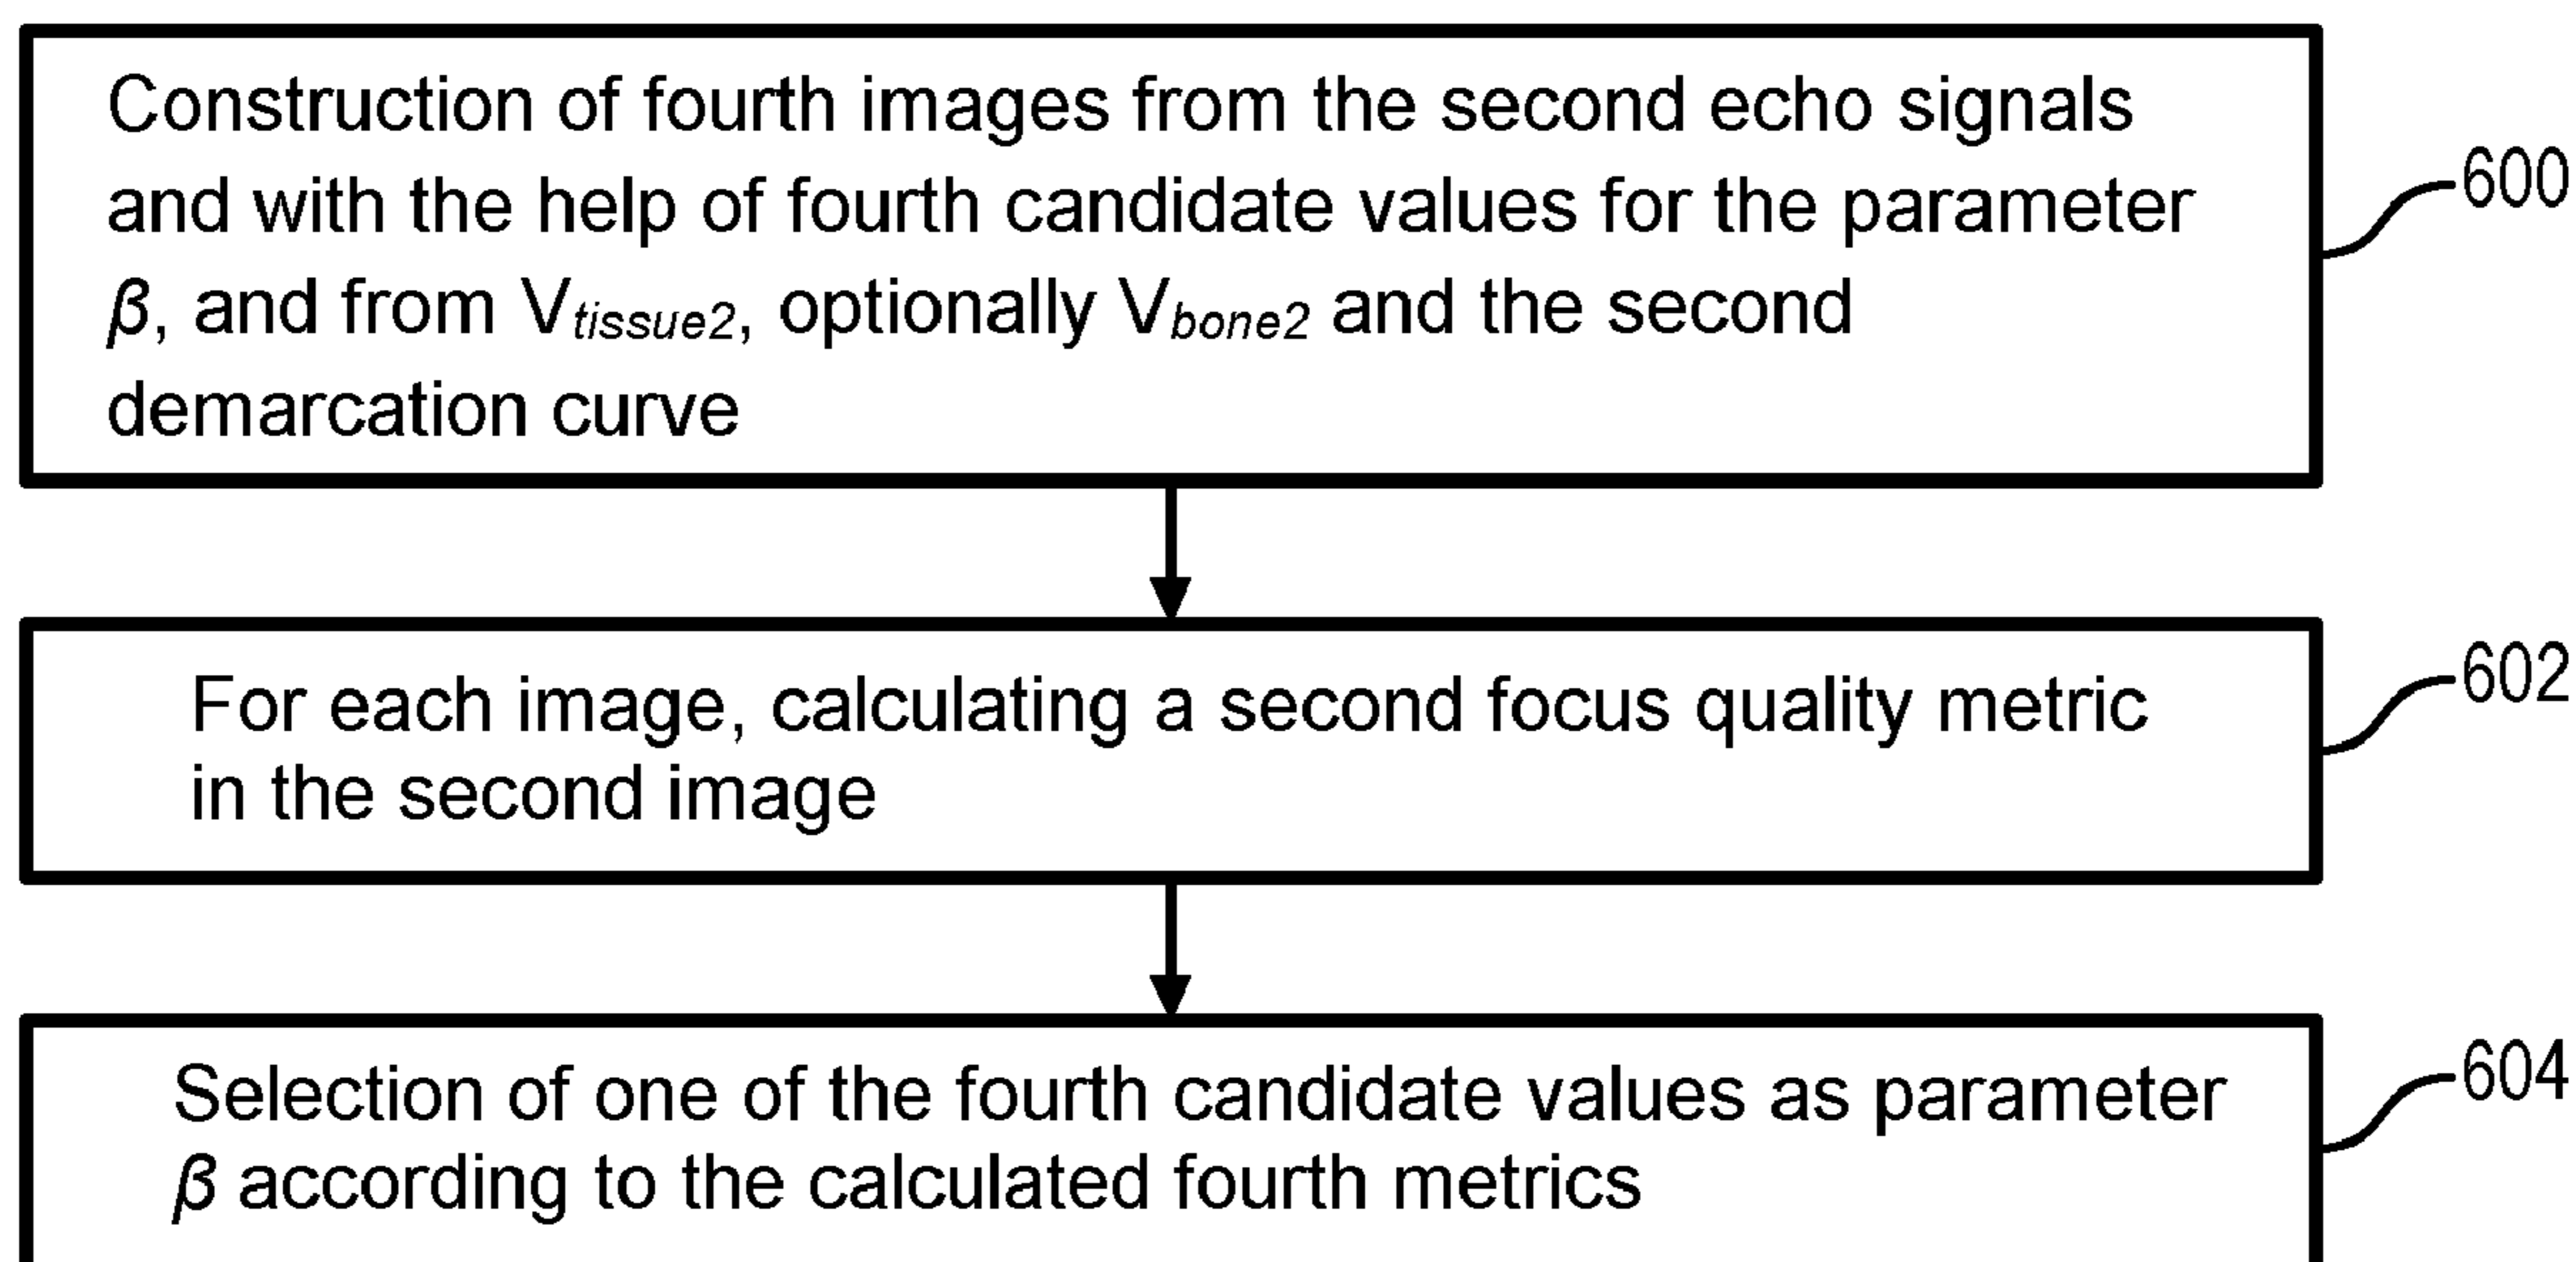 Construction of fourth images from the second echo signals
and with the help of fourth candidate values for the parameter
β, and from Vtissue2, optionally Vbone2 and the second
demarcation curve
600
For each image, calculating a second focus quality metric
in the second image
602
Selection of one of the fourth candidate values as parameter
β according to the calculated fourth metrics
604